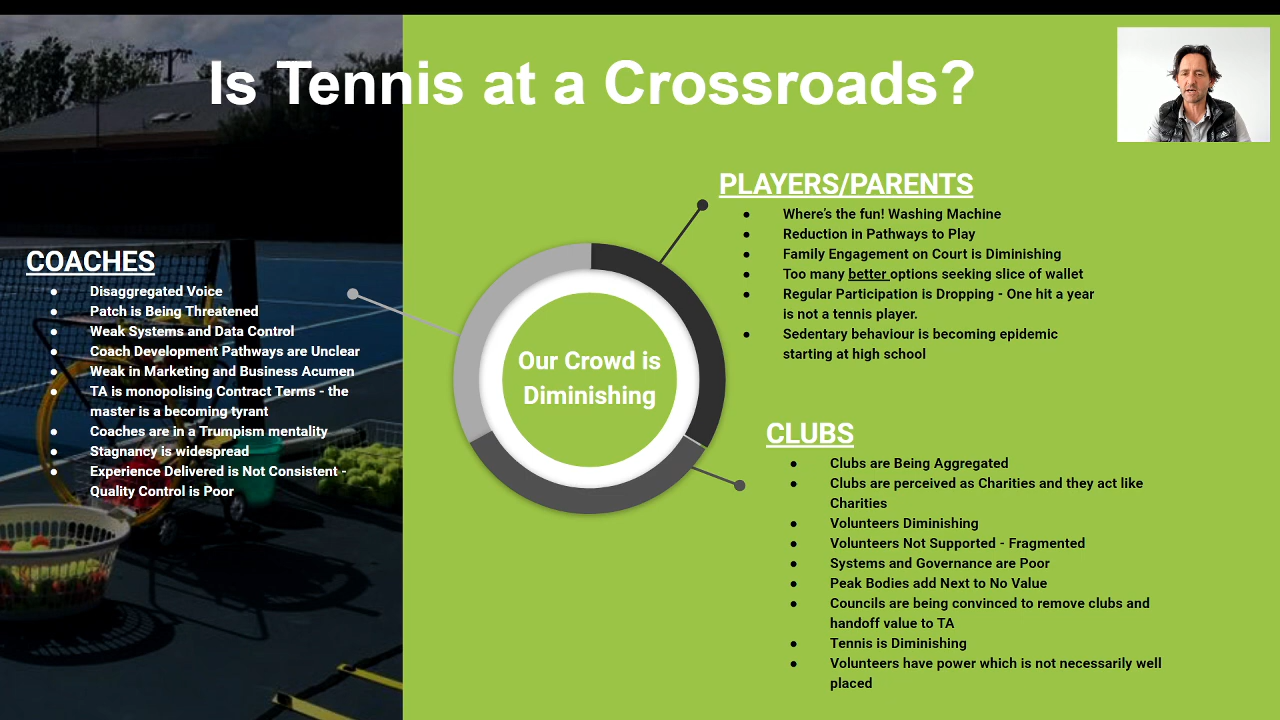 Is Tennis at a Crossroads?
COACHES
● Disaggregated Voice
● Patch is Being Threatened
● Weak Systems and Data Control
● Coach Development Pathways are Unclear
● Weak in Marketing and Business Acumen
● TA is monopolising Contract Terms - the
master is a becoming tyrant
● Coaches are in a Trumpism mentality
● Stagnancy is widespread
● Experience Delivered is Not Consistent -
Quality Control is Poor
Our Crowd is
Diminishing
PLAYERS/PARENTS
● Where's the fun! Washing Machine
● Reduction in Pathways to Play
● Family Engagement on Court is Diminishing
● Too many better options seeking slice of wallet
● Regular Participation is Dropping - One hit a year
is not a tennis player.
● Sedentary behaviour is becoming epidemic
starting at high school
CLUBS
● Clubs are Being Aggregated
● Clubs are perceived as Charities and they act like
Charities
● Volunteers Diminishing
● Volunteers Not Supported - Fragmented
● Systems and Governance are Poor
● Peak Bodies add Next to No Value
● Councils are being convinced to remove clubs and
handoff value to TA
● Tennis is Diminishing
● Volunteers have power which is not necessarily well
placed